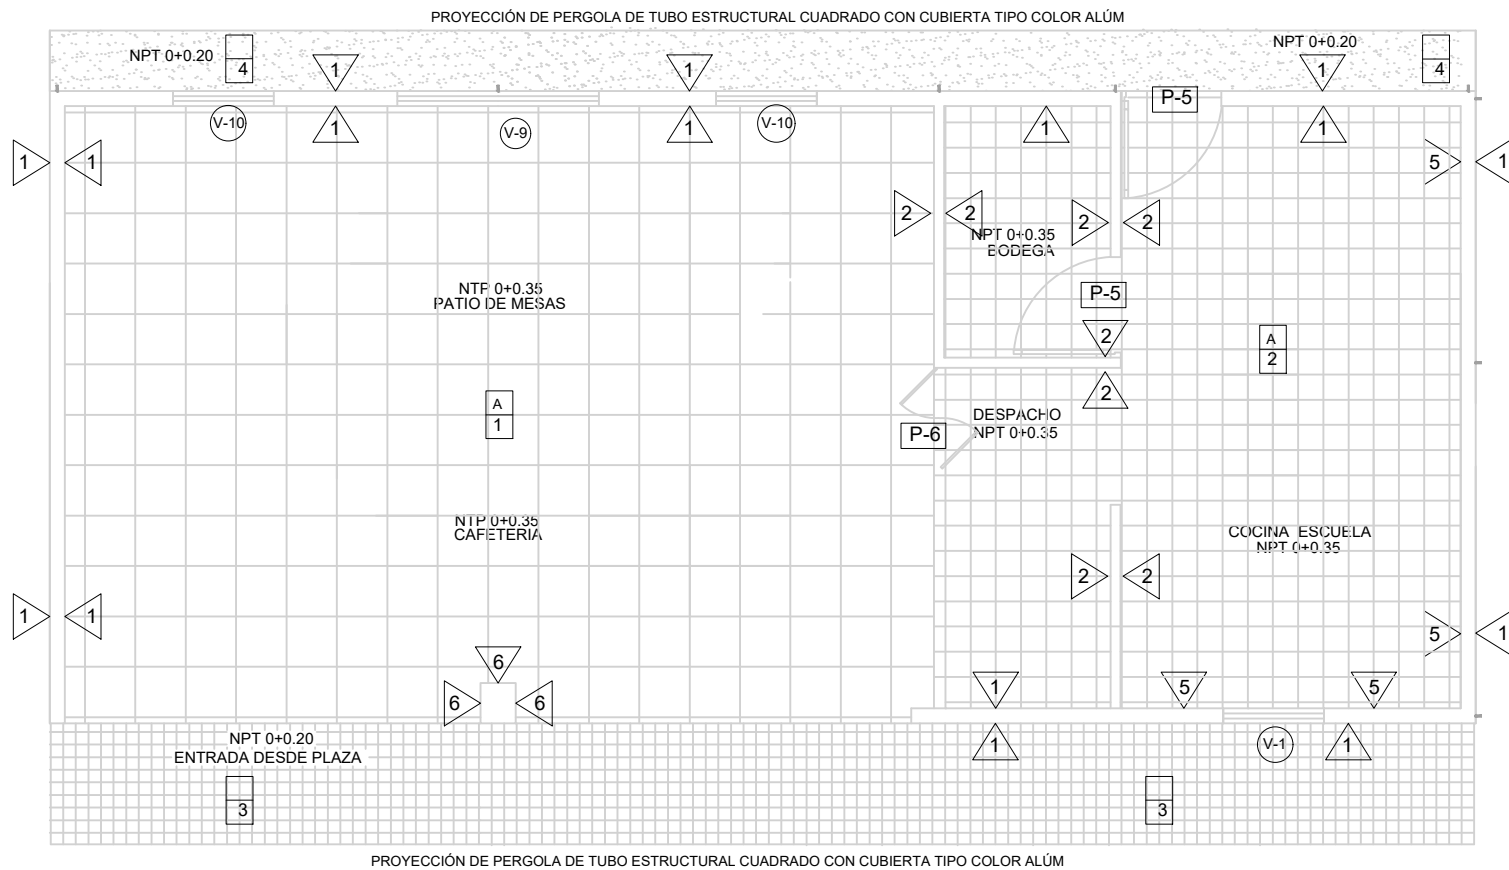 PROYECCIÓN DE PERGOLA DE TUBO ESTRUCTURAL CUADRADO CON CUBIERTA TIPO COLOR ALÚM
NPT 0+0.20
4
1
1
NPT 0+0.20
1
4
V-10
1
V-9
1
V-10
1
P-5
1
1
1
5
1
2
2
2
2
NPT 0+0.35
BODEGA
NTP 0+0.35
PATIO DE MESAS
P-5
2
A
2
2
A
1
P-6
DESPACHO
NPT 0+0.35
NTP 0+0.35
CAFETERIA
COCINA ESCUELA
NPT 0+0.35
2
2
1
1
5
1
6
6
6
1
5
5
NPT 0+0.20
ENTRADA DESDE PLAZA
1
V-1
1
3
3
PROYECCIÓN DE PERGOLA DE TUBO ESTRUCTURAL CUADRADO CON CUBIERTA TIPO COLOR ALÚM